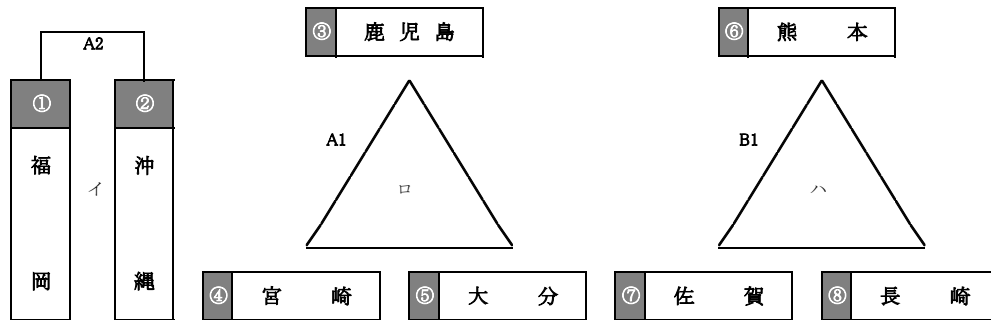 A2
① 福岡
イ
② 沖縄
③ 鹿児島
A1
ロ
④ 宮崎
⑤ 大分
⑥ 熊本
B1
ハ
⑦ 佐賀
⑧ 長崎